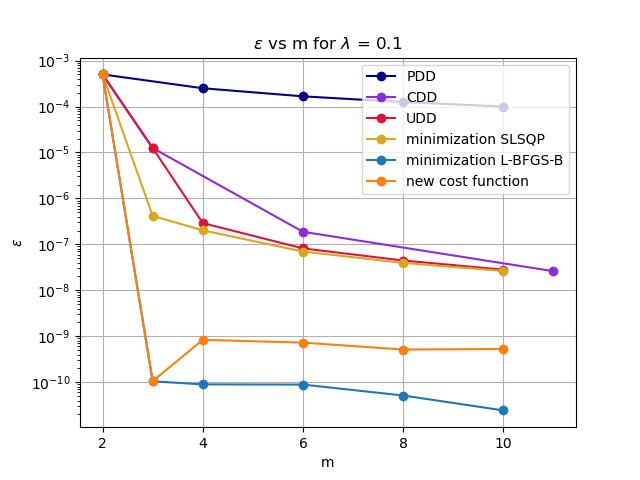 ε vs m for λ = 0.1
10⁻³
10⁻⁴
10⁻⁵
10⁻⁶
10⁻⁷
10⁻⁸
10⁻⁹
10⁻¹⁰
ε
PDD
CDD
UDD
minimization SLSQP
minimization L-BFGS-B
new cost function
2 4 6 8 10
m